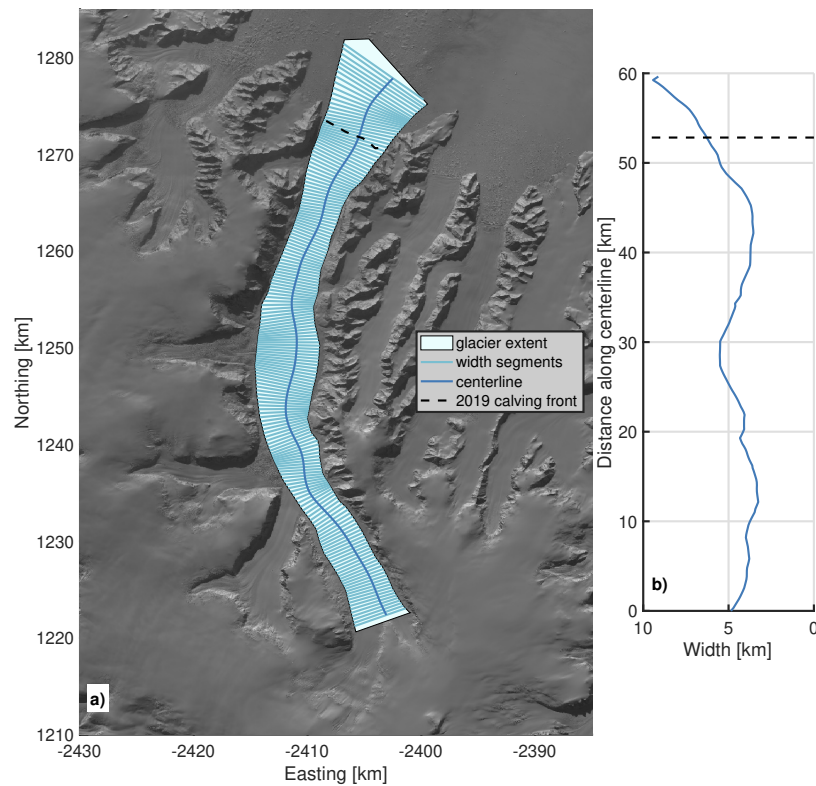 1280
1270
1260
1250
1240
1230
1220
1210
Northing [km]
-2430
-2420
-2410
-2400
-2390
Easting [km]
a)
glacier extent
width segments
centerline
2019 calving front
60
50
40
30
20
10
0
Distance along centerline [km]
b)
10
5
0
Width [km]